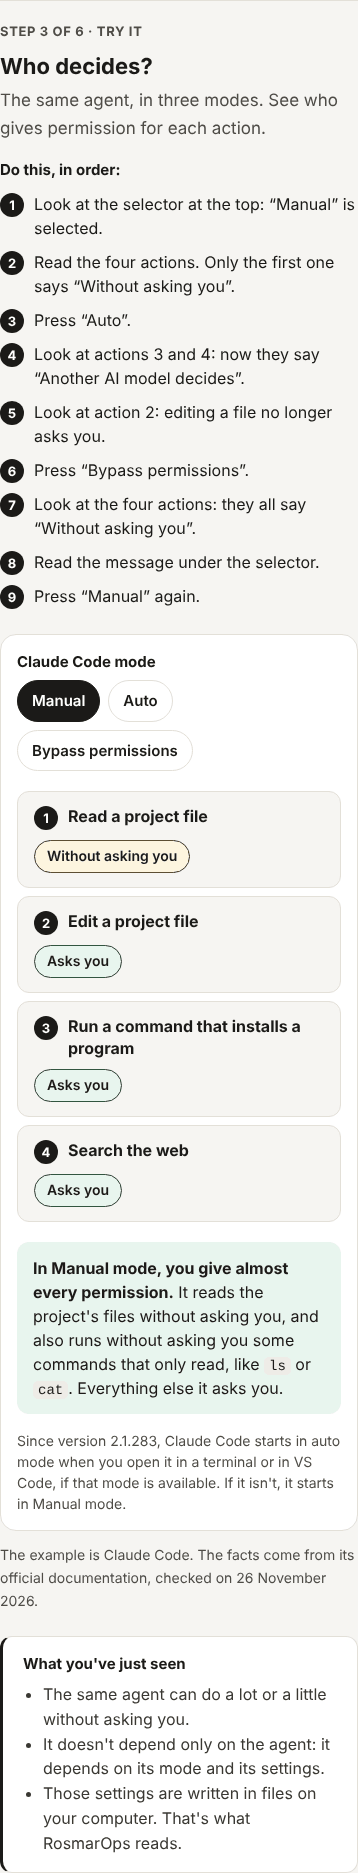 STEP 3 OF 6 · TRY IT
Who decides?
The same agent, in three modes. See who
gives permission for each action.
Do this, in order:
1 Look at the selector at the top: “Manual” is
selected.
2 Read the four actions. Only the first one
says “Without asking you”.
3 Press “Auto”.
4 Look at actions 3 and 4: now they say
“Another AI model decides”.
5 Look at action 2: editing a file no longer
asks you.
6 Press “Bypass permissions”.
7 Look at the four actions: they all say
“Without asking you”.
8 Read the message under the selector.
9 Press “Manual” again.
Claude Code mode
Manual Auto
Bypass permissions
1 Read a project file
Without asking you
2 Edit a project file
Asks you
3 Run a command that installs a
program
Asks you
4 Search the web
Asks you
In Manual mode, you give almost
every permission. It reads the
project's files without asking you, and
also runs without asking you some
commands that only read, like ls or
cat. Everything else it asks you.
Since version 2.1.283, Claude Code starts in auto
mode when you open it in a terminal or in VS
Code, if that mode is available. If it isn't, it starts
in Manual mode.
The example is Claude Code. The facts come from its
official documentation, checked on 26 November
2026.
What you've just seen
• The same agent can do a lot or a little
without asking you.
• It doesn't depend only on the agent: it
depends on its mode and its settings.
• Those settings are written in files on
your computer. That's what
RosmarOps reads.